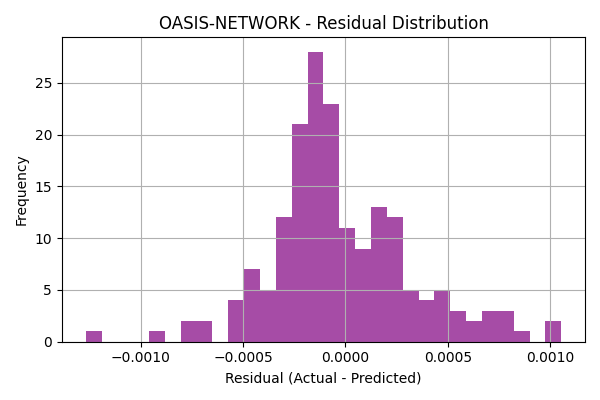 OASIS-NETWORK - Residual Distribution
Frequency
25
20
15
10
5
0
−0.0010 −0.0005 0.0000 0.0005 0.0010
Residual (Actual - Predicted)